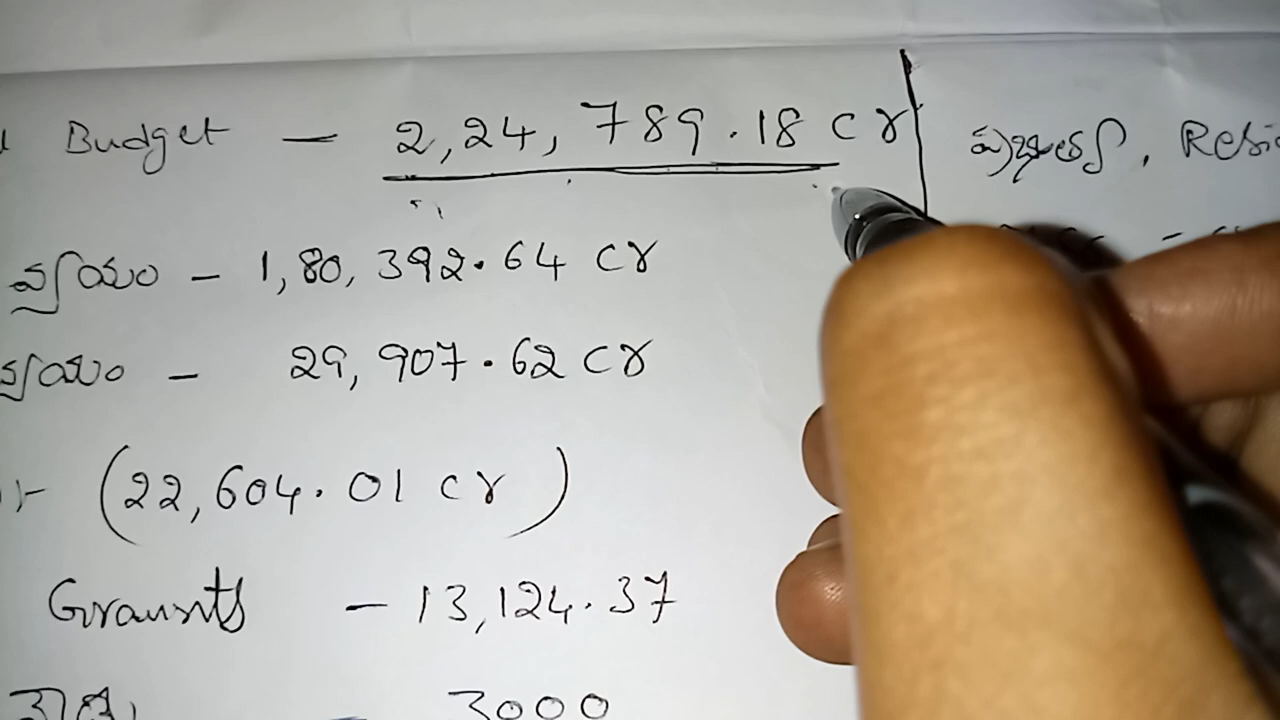 Budget – 2,24,789.18 cr
వ్యయం – 1,80,392.64 cr
వ్యయం – 29,907.62 cr
:- (22,604.01 cr)
Grants – 13,124.37
– 3000